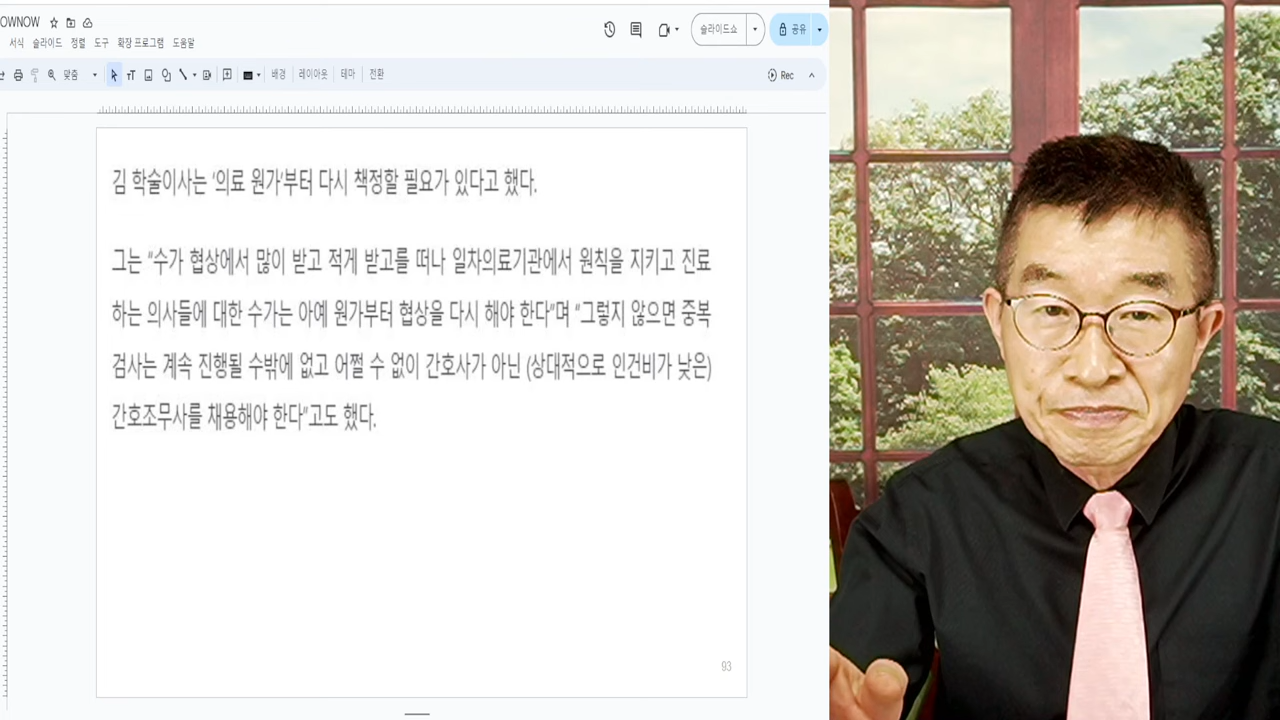 OWNOW
공유
슬라이드쇼
서식 슬라이드 정렬 도구 확장 프로그램 도움말
맞춤 배경 레이아웃 테마 전환 Rec
김 학술이사는 '의료 원가'부터 다시 책정할 필요가 있다고 했다.
그는 "수가 협상에서 많이 받고 적게 받고를 떠나 일차의료기관에서 원칙을 지키고 진료
하는 의사들에 대한 수가는 아예 원가부터 협상을 다시 해야 한다"며 "그렇지 않으면 중복
검사는 계속 진행될 수밖에 없고 어쩔 수 없이 간호사가 아닌 (상대적으로 인건비가 낮은)
간호조무사를 채용해야 한다"고도 했다.
93